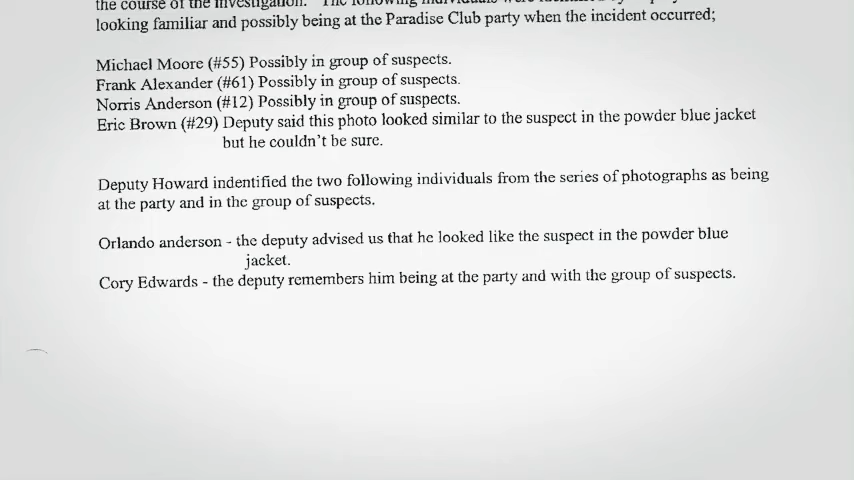 the course of the investigation. The following individuals were identified by
looking familiar and possibly being at the Paradise Club party when the incident occurred;
Michael Moore (#55) Possibly in group of suspects.
Frank Alexander (#61) Possibly in group of suspects.
Norris Anderson (#12) Possibly in group of suspects.
Eric Brown (#29) Deputy said this photo looked similar to the suspect in the powder blue jacket
but he couldn't be sure.
Deputy Howard indentified the two following individuals from the series of photographs as being
at the party and in the group of suspects.
Orlando anderson - the deputy advised us that he looked like the suspect in the powder blue
jacket.
Cory Edwards - the deputy remembers him being at the party and with the group of suspects.